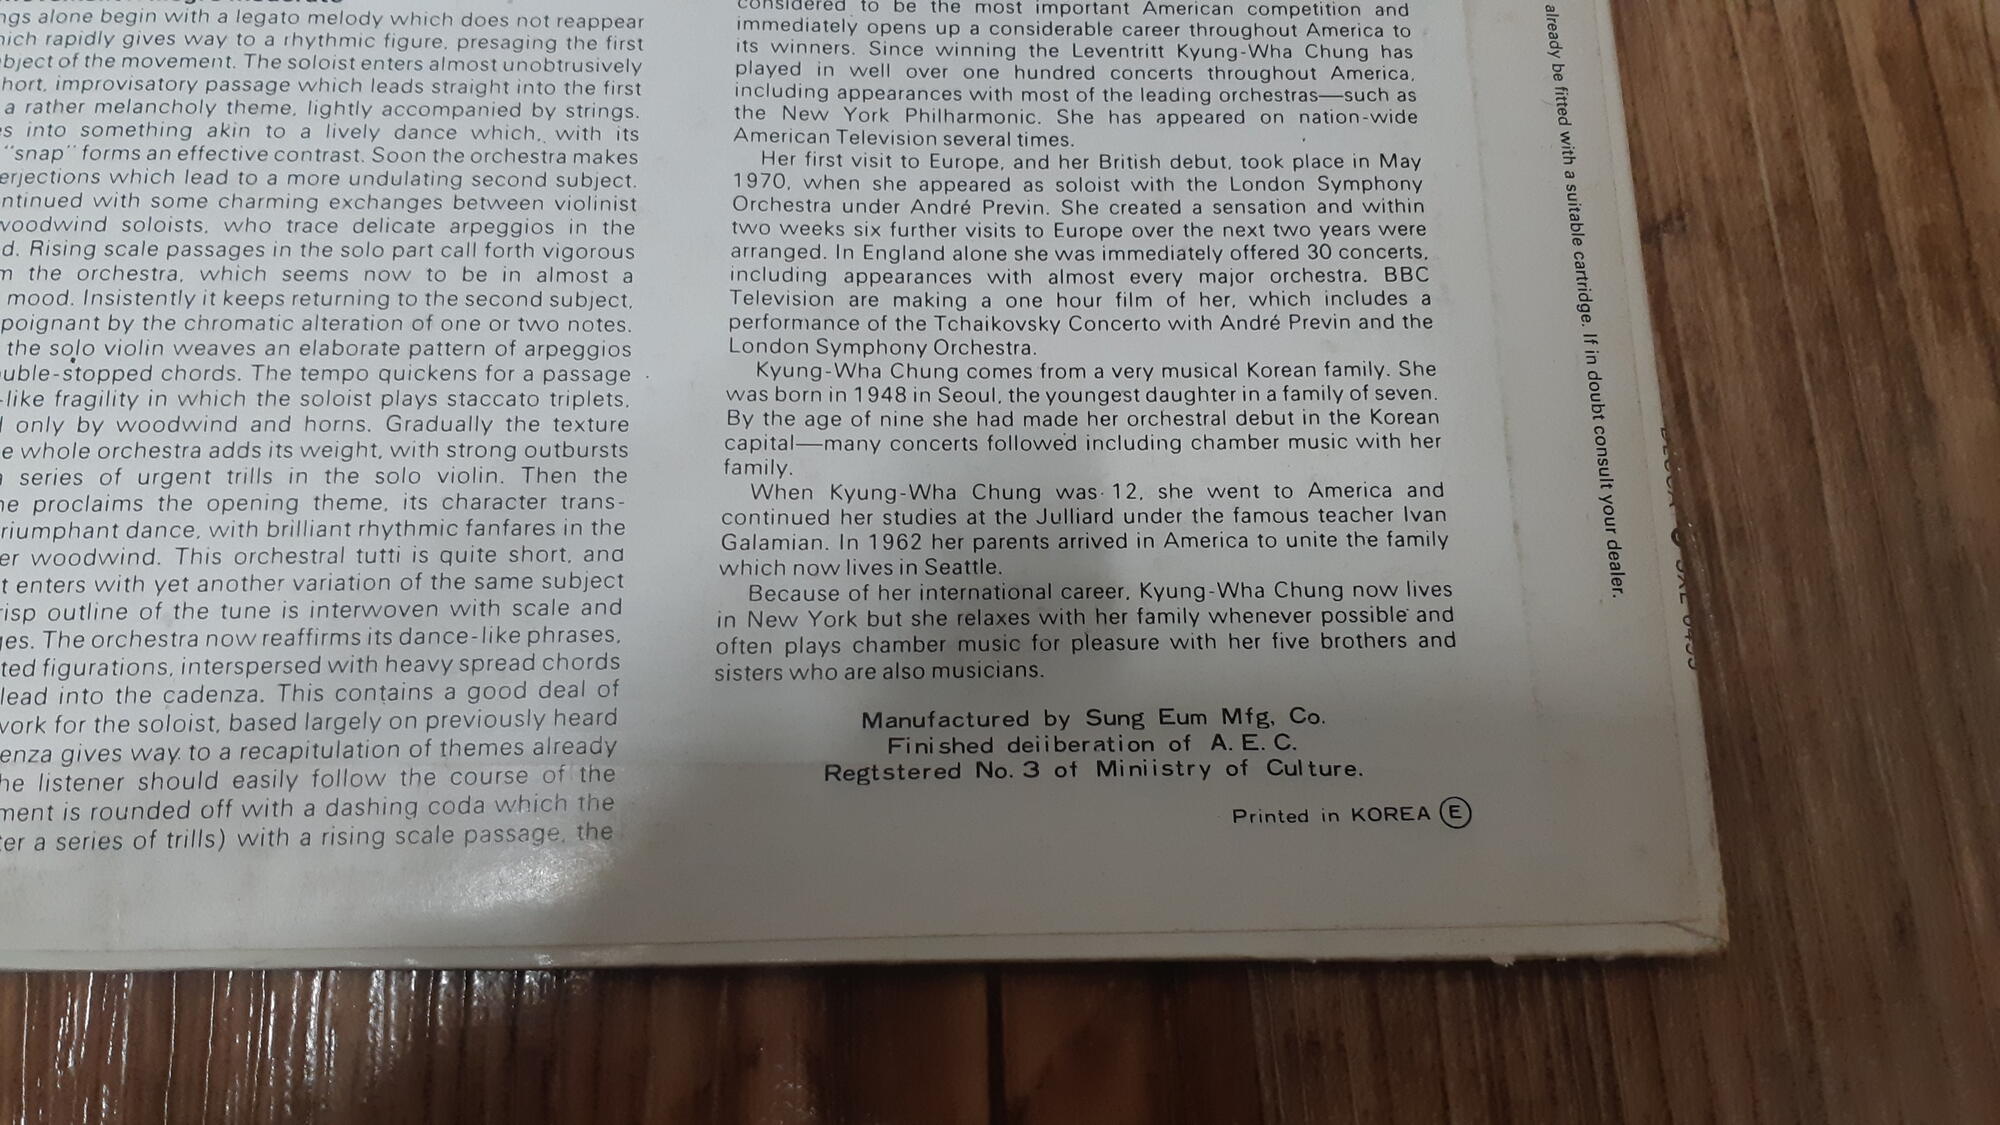 ngs alone begin with a legato melody which does not reappear
hich rapidly gives way to a rhythmic figure, presaging the first
bject of the movement. The soloist enters almost unobtrusively
hort, improvisatory passage which leads straight into the first
a rather melancholy theme, lightly accompanied by strings.
s into something akin to a lively dance which, with its
"snap" forms an effective contrast. Soon the orchestra makes
erjections which lead to a more undulating second subject.
ntinued with some charming exchanges between violinist
woodwind soloists, who trace delicate arpeggios in the
d. Rising scale passages in the solo part call forth vigorous
m the orchestra, which seems now to be in almost a
mood. Insistently it keeps returning to the second subject,
poignant by the chromatic alteration of one or two notes.
the solo violin weaves an elaborate pattern of arpeggios
uble-stopped chords. The tempo quickens for a passage
-like fragility in which the soloist plays staccato triplets,
only by woodwind and horns. Gradually the texture
e whole orchestra adds its weight, with strong outbursts
series of urgent trills in the solo violin. Then the
ne proclaims the opening theme, its character trans-
riumphant dance, with brilliant rhythmic fanfares in the
er woodwind. This orchestral tutti is quite short, and
t enters with yet another variation of the same subject
risp outline of the tune is interwoven with scale and
ges. The orchestra now reaffirms its dance-like phrases,
ted figurations, interspersed with heavy spread chords
lead into the cadenza. This contains a good deal of
work for the soloist, based largely on previously heard
enza gives way to a recapitulation of themes already
he listener should easily follow the course of the
ment is rounded off with a dashing coda which the
ter a series of trills) with a rising scale passage, the
considered to be the most important American competition and
immediately opens up a considerable career throughout America to
its winners. Since winning the Leventritt Kyung-Wha Chung has
played in well over one hundred concerts throughout America,
including appearances with most of the leading orchestras—such as
the New York Philharmonic. She has appeared on nation-wide
American Television several times.
Her first visit to Europe, and her British debut, took place in May
1970, when she appeared as soloist with the London Symphony
Orchestra under André Previn. She created a sensation and within
two weeks six further visits to Europe over the next two years were
arranged. In England alone she was immediately offered 30 concerts,
including appearances with almost every major orchestra. BBC
Television are making a one hour film of her, which includes a
performance of the Tchaikovsky Concerto with André Previn and the
London Symphony Orchestra.
Kyung-Wha Chung comes from a very musical Korean family. She
was born in 1948 in Seoul, the youngest daughter in a family of seven.
By the age of nine she had made her orchestral debut in the Korean
capital—many concerts followed including chamber music with her
family.
When Kyung-Wha Chung was 12, she went to America and
continued her studies at the Julliard under the famous teacher Ivan
Galamian. In 1962 her parents arrived in America to unite the family
which now lives in Seattle.
Because of her international career, Kyung-Wha Chung now lives
in New York but she relaxes with her family whenever possible and
often plays chamber music for pleasure with her five brothers and
sisters who are also musicians.
Manufactured by Sung Eum Mfg, Co.
Finished deiiberation of A. E. C.
Regtstered No. 3 of Miniistry of Culture.
Printed in KOREA Ⓔ
already be fitted with a suitable cartridge. If in doubt consult your dealer.